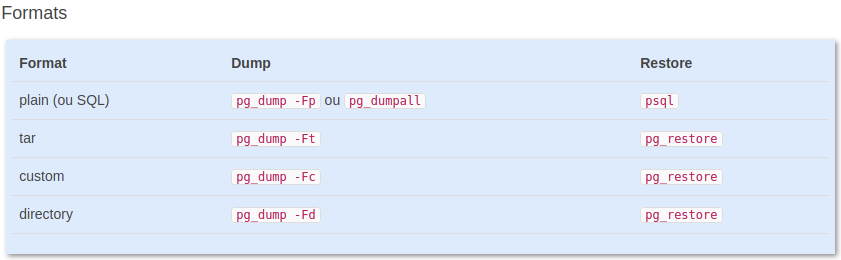 Formats
Format Dump Restore
plain (ou SQL) pg_dump -Fp ou pg_dumpall psql
tar pg_dump -Ft pg_restore
custom pg_dump -Fc pg_restore
directory pg_dump -Fd pg_restore